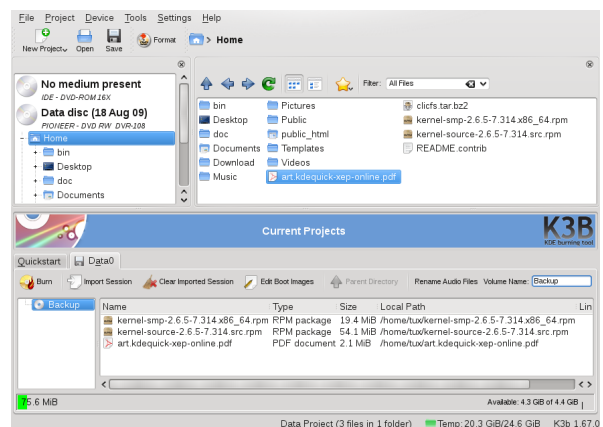 File Project Device Tools Settings Help
New Project Open Save Format Home
No medium present
IDE - DVD-ROM 16X
Data disc (18 Aug 09)
PIONEER - DVD RW DVR-108
Home
bin
Desktop
doc
Documents
Filter: All Files
bin Pictures clicfs.tar.bz2
Desktop Public kernel-smp-2.6.5-7.314.x86_64.rpm
doc public_html kernel-source-2.6.5-7.314.src.rpm
Documents Templates README.contrib
Download Videos
Music art.kdequick-xep-online.pdf
Current Projects
K3B
KDE burning tool
Quickstart Data0
Burn Import Session Clear Imported Session Edit Boot Images Parent Directory Rename Audio Files Volume Name: Backup
Backup
Name Type Size Local Path Lin
kernel-smp-2.6.5-7.314.x86_64.rpm RPM package 19.4 MiB /home/tux/kernel-smp-2.6.5-7.314.x86_64.rpm
kernel-source-2.6.5-7.314.src.rpm RPM package 54.1 MiB /home/tux/kernel-source-2.6.5-7.314.src.rpm
art.kdequick-xep-online.pdf PDF document 2.1 MiB /home/tux/art.kdequick-xep-online.pdf
75.6 MiB Available: 4.3 GiB of 4.4 GiB
Data Project (3 files in 1 folder) Temp: 20.3 GiB/24.6 GiB K3b 1.67.0